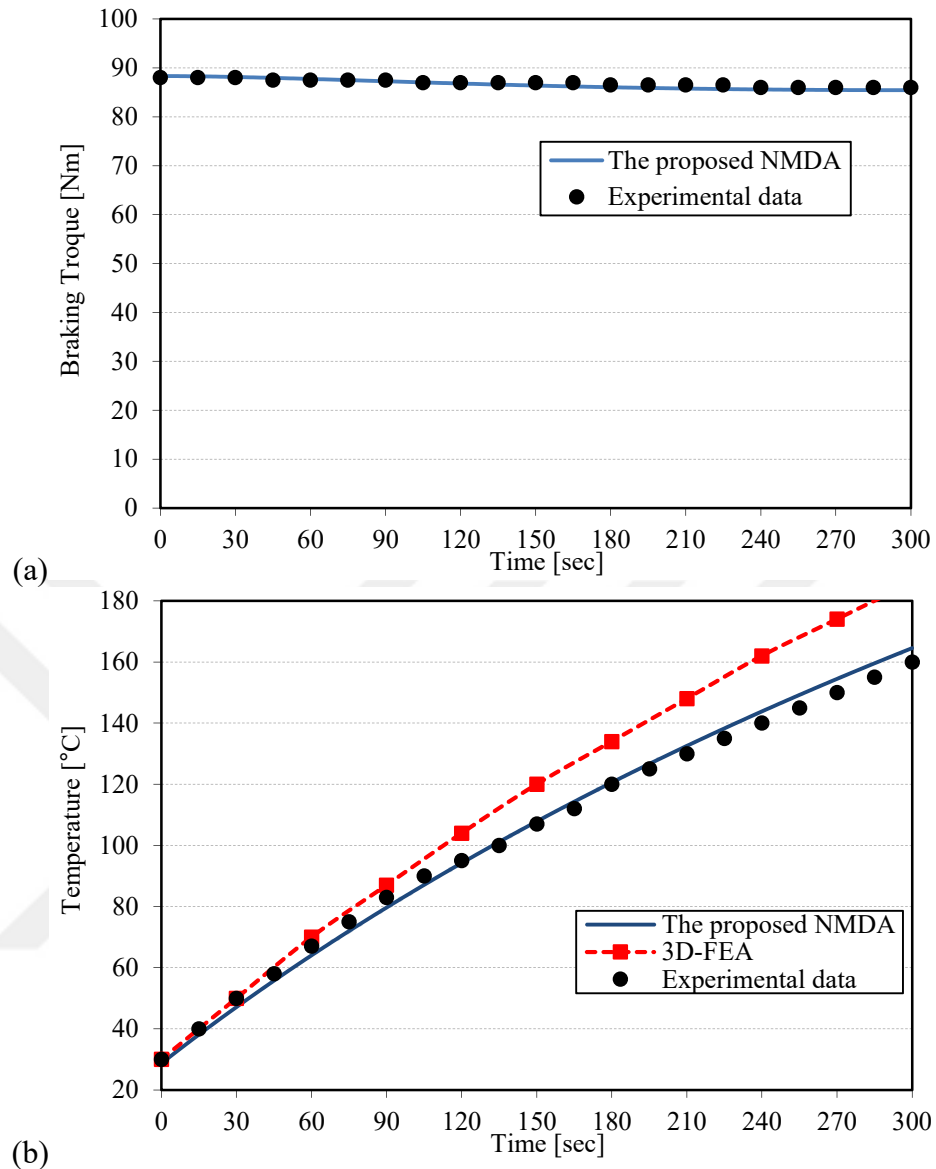 100
90
80
70
60
50
40
30
20
10
0
Braking Troque [Nm]
The proposed NMDA
Experimental data
0 30 60 90 120 150 180 210 240 270 300
Time [sec]
(a)
180
160
140
120
100
80
60
40
20
Temperature [°C]
The proposed NMDA
3D-FEA
Experimental data
0 30 60 90 120 150 180 210 240 270 300
Time [sec]
(b)